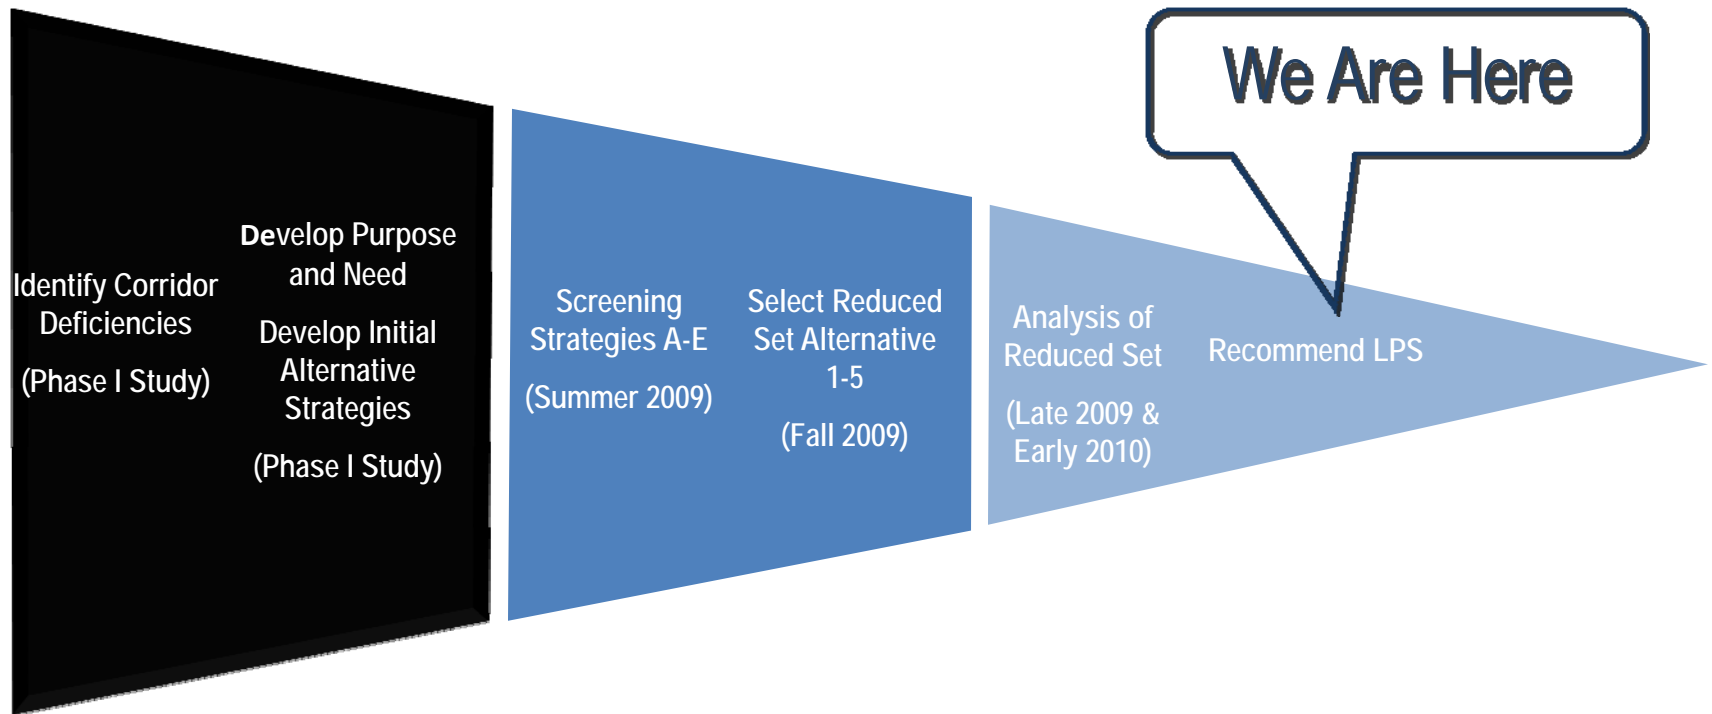 We Are Here
Identify Corridor
Deficiencies
(Phase I Study)
Develop Purpose
and Need
Develop Initial
Alternative
Strategies
(Phase I Study)
Screening
Strategies A-E
(Summer 2009)
Select Reduced
Set Alternative
1-5
(Fall 2009)
Analysis of
Reduced Set
(Late 2009 &
Early 2010)
Recommend LPS